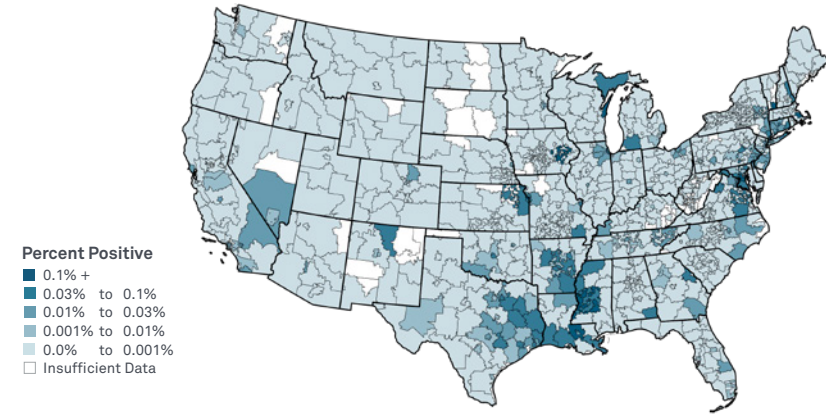 Percent Positive
0.1% +
0.03% to 0.1%
0.01% to 0.03%
0.001% to 0.01%
0.0% to 0.001%
Insufficient Data